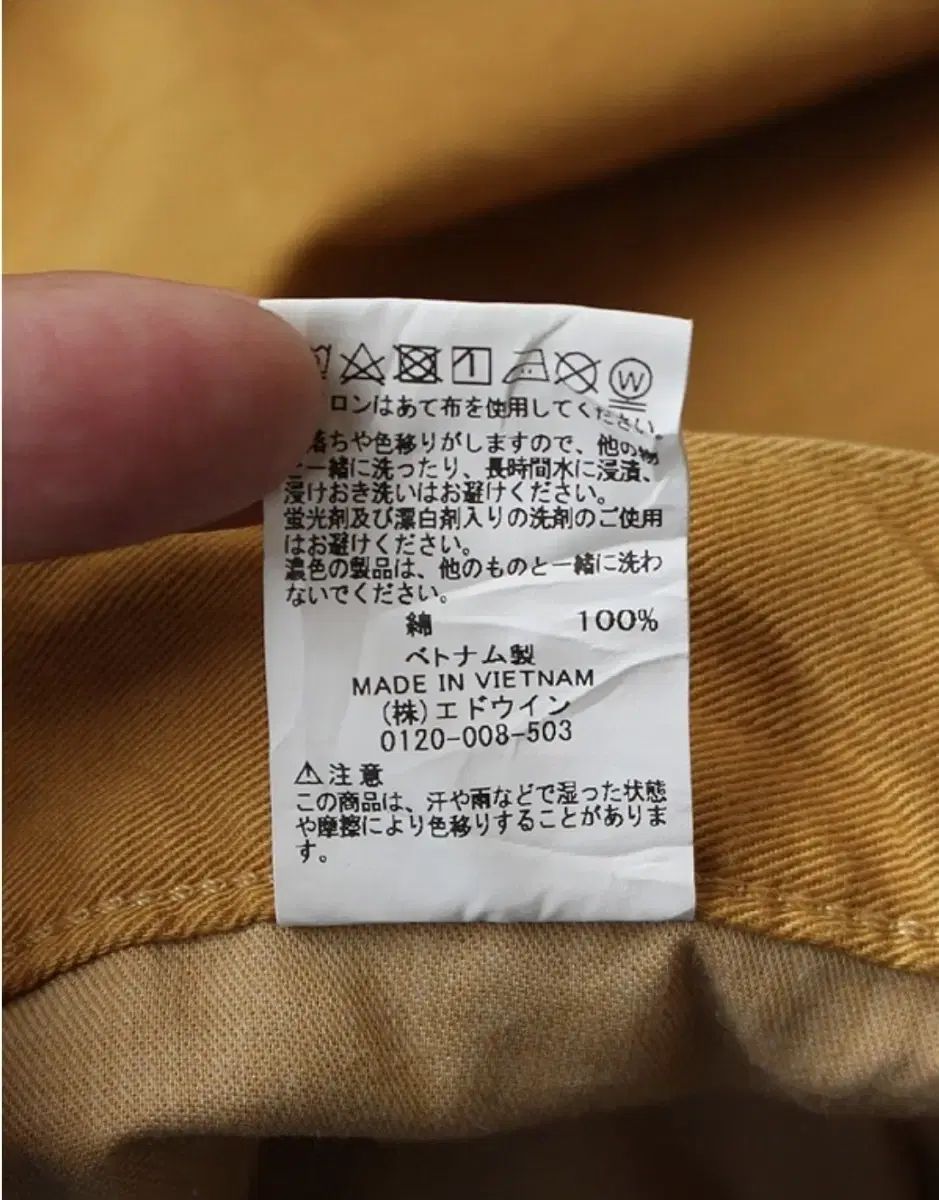 W
ロンはあて布を使用してください。
落ちや色移りがしますので、他の物
と一緒に洗ったり、長時間水に浸漬、
浸けおき洗いはお避けください。
蛍光剤及び漂白剤入りの洗剤のご使用
はお避けください。
濃色の製品は、他のものと一緒に洗わ
ないでください。
綿 100%
ベトナム製
MADE IN VIETNAM
(株)エドウイン
0120-008-503
⚠注意
この商品は、汗や雨などで湿った状態
や摩擦により色移りすることがありま
す。